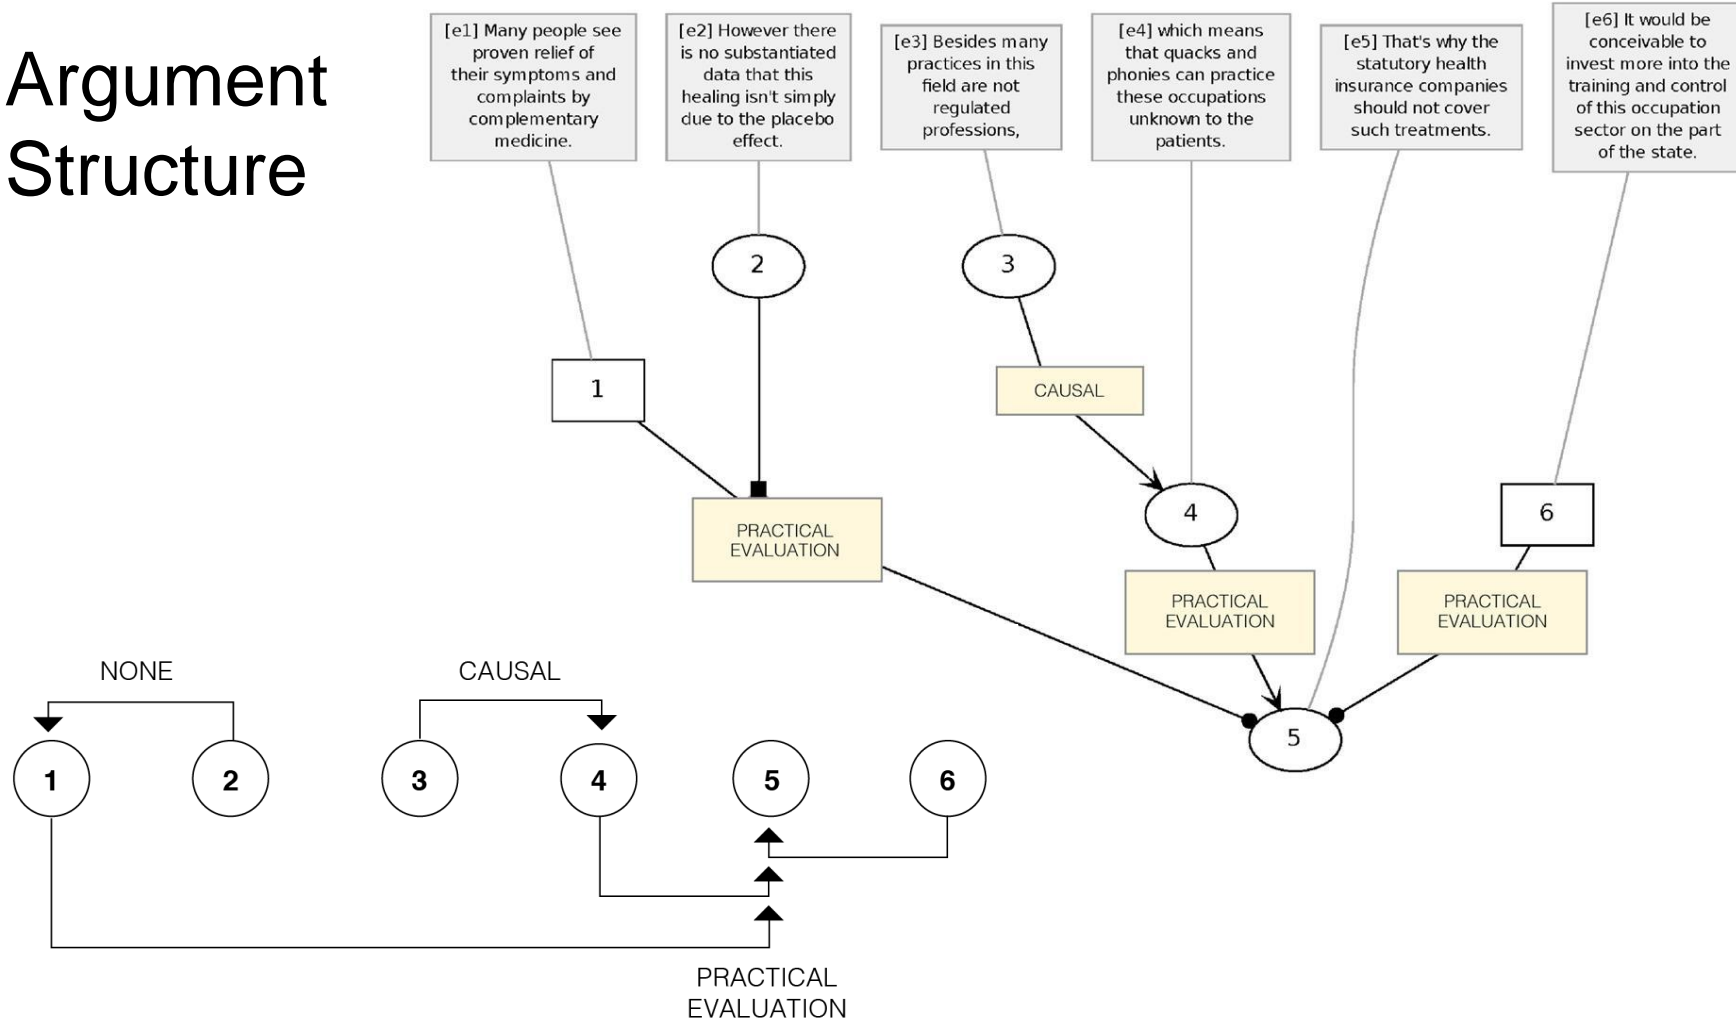 Argument
Structure
[e1] Many people see
proven relief of
their symptoms and
complaints by
complementary
medicine.
[e2] However there
is no substantiated
data that this
healing isn't simply
due to the placebo
effect.
[e3] Besides many
practices in this
field are not
regulated
professions,
[e4] which means
that quacks and
phonies can practice
these occupations
unknown to the
patients.
[e5] That's why the
statutory health
insurance companies
should not cover
such treatments.
[e6] It would be
conceivable to
invest more into the
training and control
of this occupation
sector on the part
of the state.
2
3
1
CAUSAL
4
6
PRACTICAL
EVALUATION
PRACTICAL
EVALUATION
PRACTICAL
EVALUATION
5
NONE
CAUSAL
1
2
3
4
5
6
PRACTICAL
EVALUATION